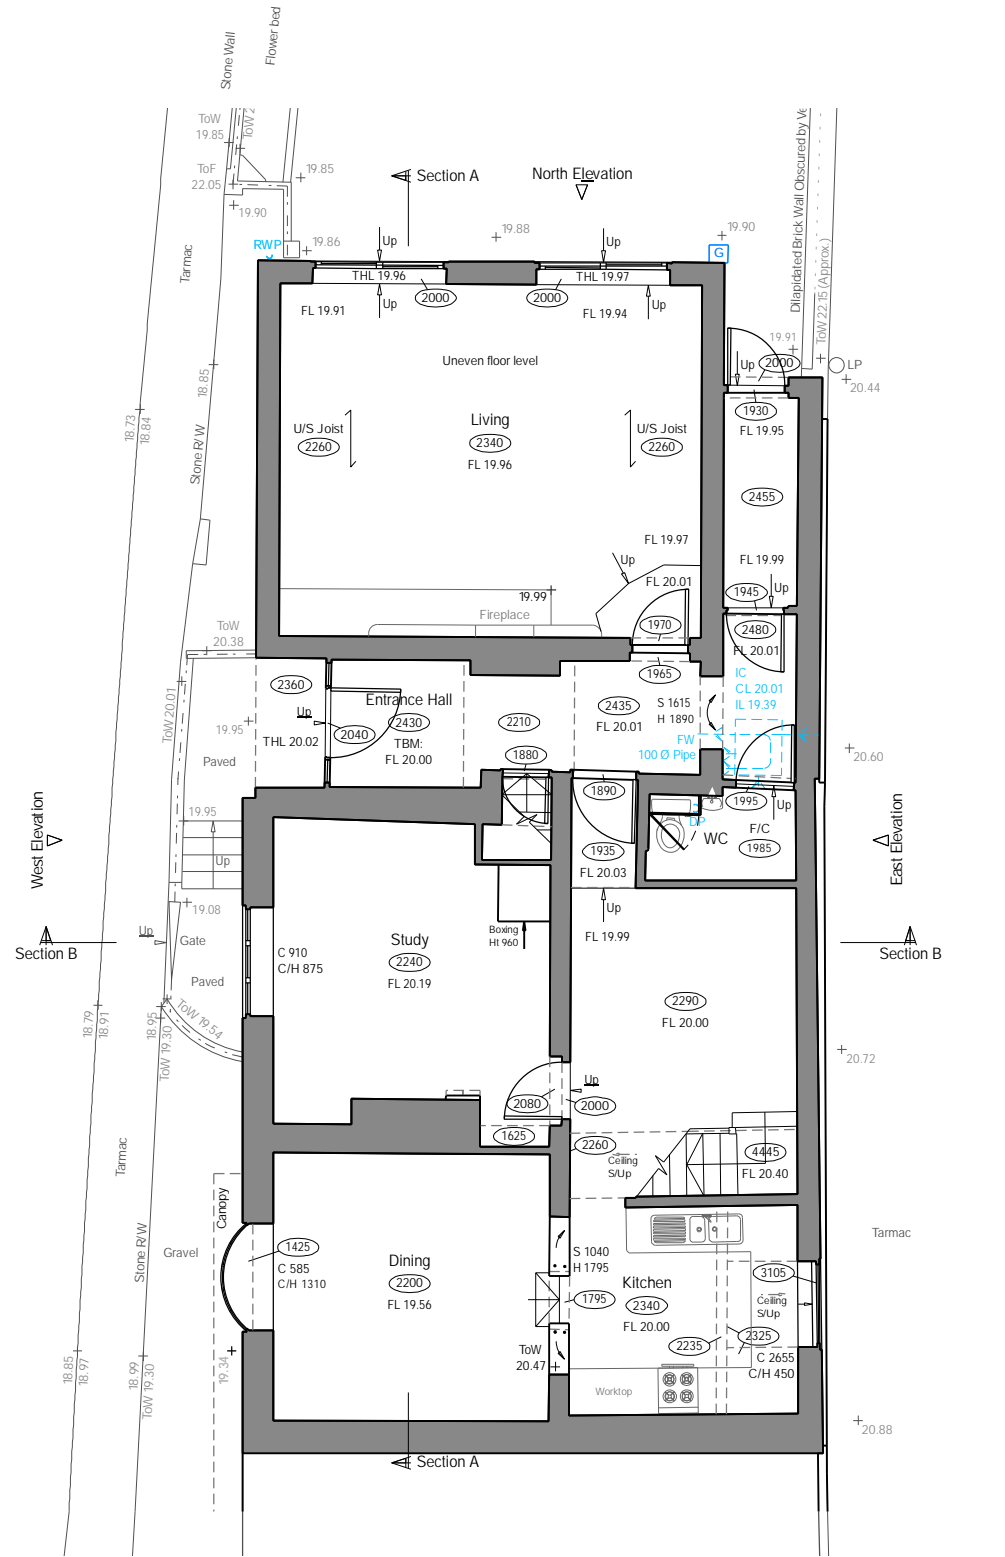 Stone Wall
Flower bed
ToW
19.85
ToW 2
ToF
22.05
19.85
19.90
Section A
North Elevation
Dilapidated Brick Wall Obscured by Ve
ToW 22.15 (Approx.)
RWP
19.86
Up
19.88
Up
19.90
G
Tarmac
THL 19.96
THL 19.97
2000
2000
Up
Up
FL 19.91
FL 19.94
19.91
2000
Up
LP
20.44
Uneven floor level
18.85
18.73
18.84
Stone R/W
Living
2340
FL 19.96
U/S Joist
2260
U/S Joist
2260
1930
FL 19.95
2455
FL 19.97
FL 19.99
Up
FL 20.01
Up
1945
19.99
Fireplace
1970
2480
FL 20.01
ToW
20.38
1965
IC
CL 20.01
IL 19.39
2360
Entrance Hall
2430
TBM:
FL 20.00
Up
2040
THL 20.02
2210
2435
FL 20.01
S 1615
H 1890
FW
100 Ø Pipe
ToW 20.01
19.95
Paved
1880
1890
1995
Up
20.60
19.95
Up
DP
WC
F/C
1985
1935
FL 20.03
West Elevation
East Elevation
19.08
Up
FL 19.99
Boxing
Ht 960
Study
2240
FL 20.19
C 910
C/H 875
Up
Gate
Paved
Section B
Section B
2290
FL 20.00
18.79
18.91
18.95
ToW 19.30
ToW 19.54
20.72
Up
2080
2000
1625
2260
Ceiling
S/Up
4445
FL 20.40
Tarmac
Canopy
Stone R/W
Gravel
1425
C 585
C/H 1310
Dining
2200
FL 19.56
S 1040
H 1795
1795
Kitchen
2340
FL 20.00
3105
Ceiling
S/Up
2325
2235
C 2655
C/H 450
Tarmac
ToW
20.47
Worktop
18.85
18.97
18.99
ToW 19.30
19.34
20.88
Section A